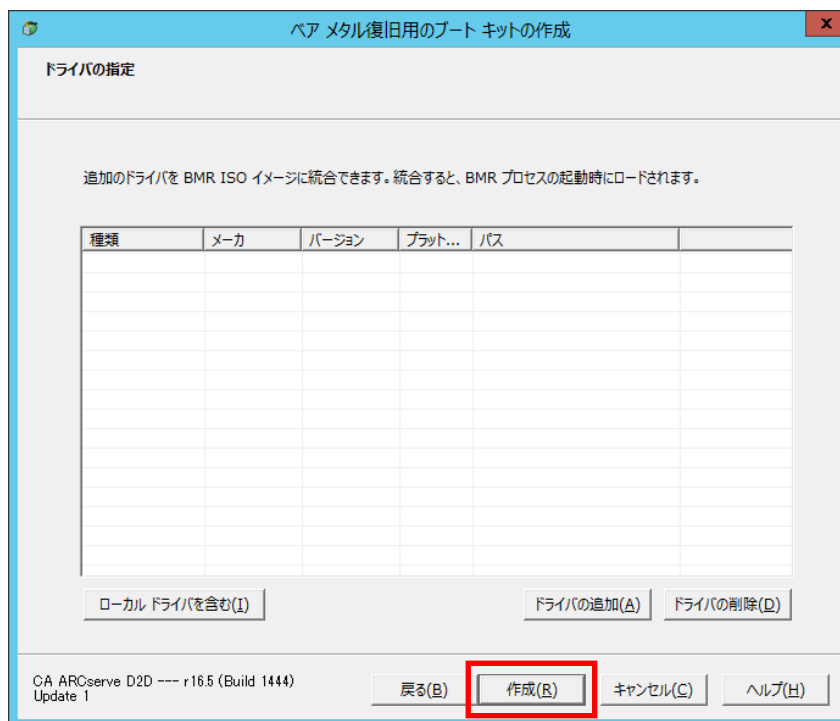 ベア メタル復旧用のブート キットの作成
x
ドライバの指定
追加のドライバを BMR ISO イメージに統合できます。統合すると、BMR プロセスの起動時にロードされます。
種類 メーカ バージョン プラット... パス
ローカル ドライバを含む(I) ドライバの追加(A) ドライバの削除(D)
CA ARCserve D2D --- r16.5 (Build 1444)
Update 1
戻る(B) 作成(R) キャンセル(C) ヘルプ(H)